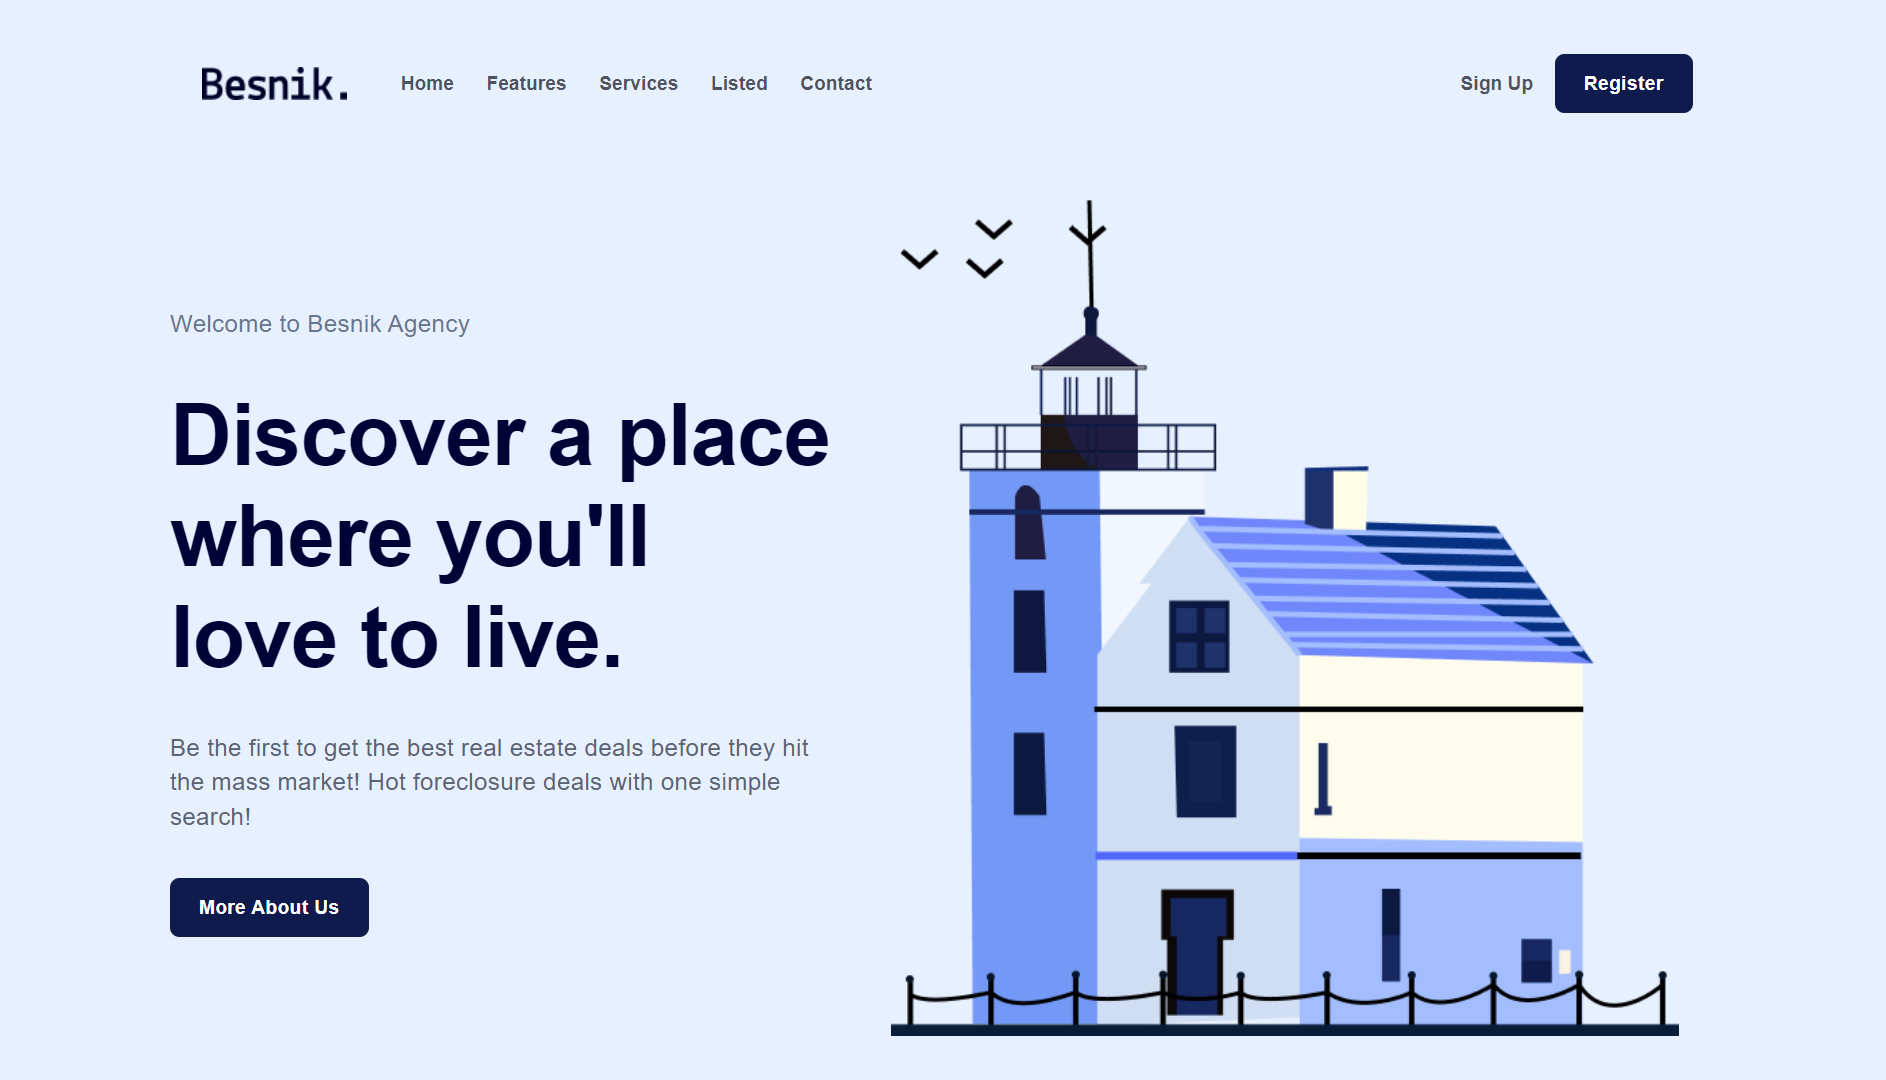 Besnik.
Home Features Services Listed Contact
Sign Up Register
Welcome to Besnik Agency
Discover a place
where you'll
love to live.
Be the first to get the best real estate deals before they hit
the mass market! Hot foreclosure deals with one simple
search!
More About Us